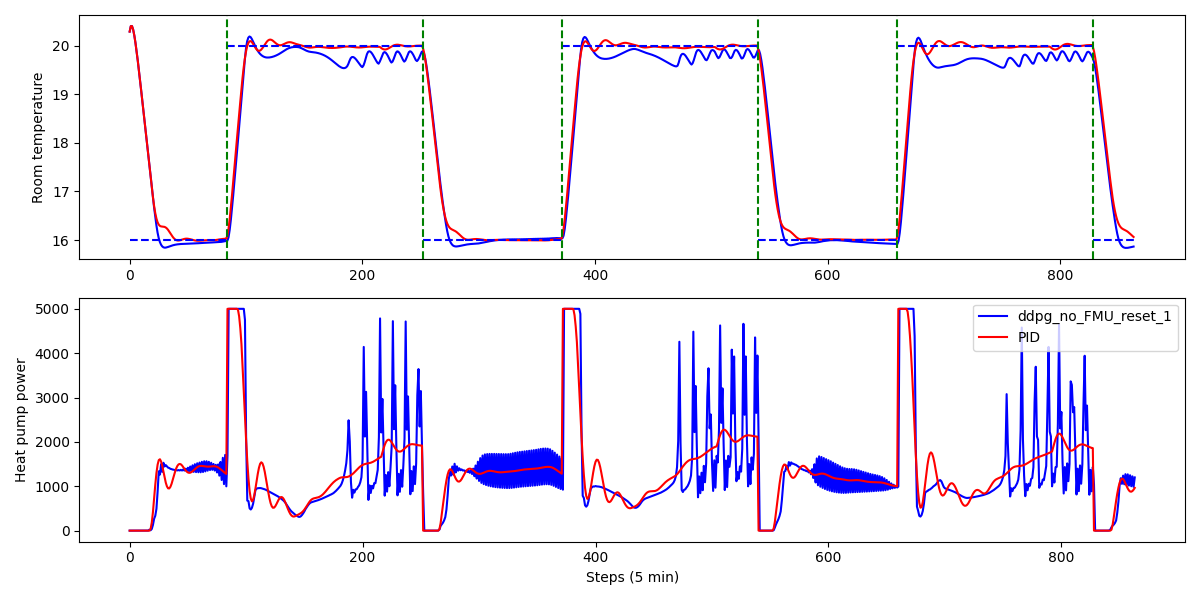 Room temperature
20
19
18
17
16
0 200 400 600 800
Heat pump power
5000
4000
3000
2000
1000
0
ddpg_no_FMU_reset_1
PID
0 200 400 600 800
Steps (5 min)